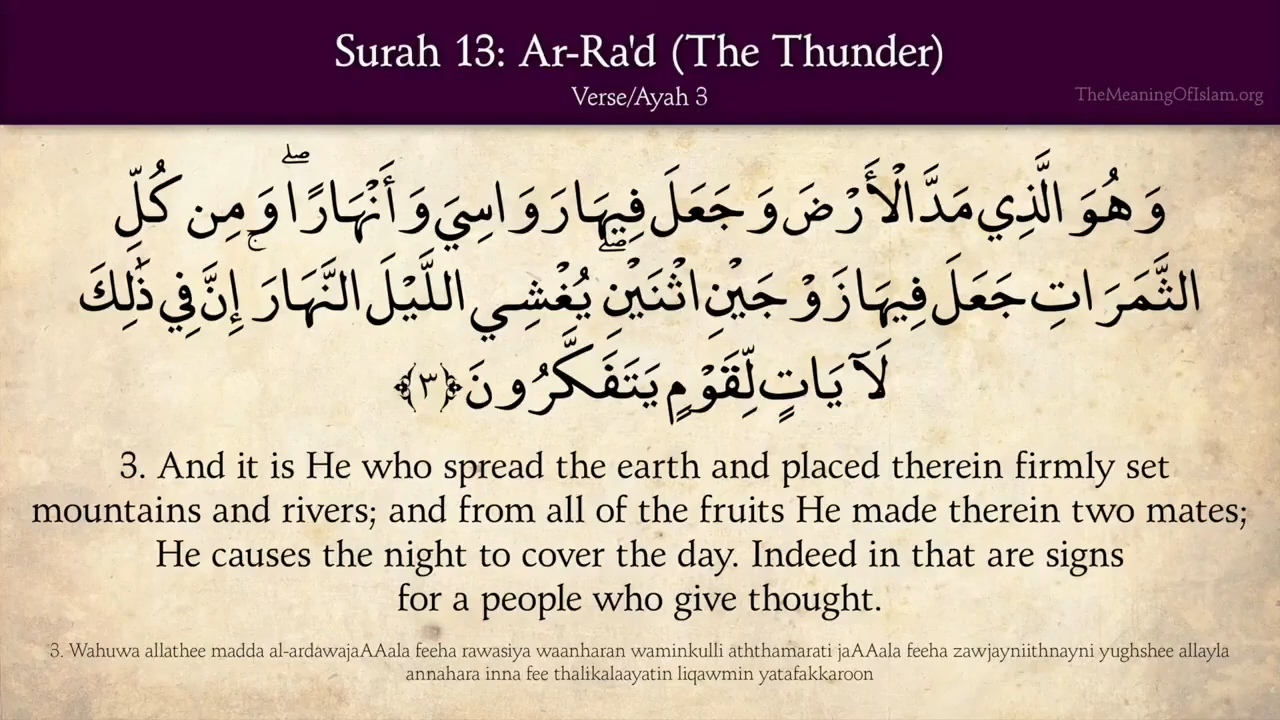 Surah 13: Ar-Ra'd (The Thunder)
Verse/Ayah 3
TheMeaningOfIslam.org
وَهُوَ الَّذِي مَدَّ الْأَرْضَ وَجَعَلَ فِيهَا رَوَاسِيَ وَأَنْهَارًا ۖ وَمِن كُلِّ
الثَّمَرَاتِ جَعَلَ فِيهَا زَوْجَيْنِ اثْنَيْنِ ۖ يُغْشِي اللَّيْلَ النَّهَارَ ۚ إِنَّ فِي ذَٰلِكَ
لَآيَاتٍ لِّقَوْمٍ يَتَفَكَّرُونَ ﴿٣﴾
3. And it is He who spread the earth and placed therein firmly set
mountains and rivers; and from all of the fruits He made therein two mates;
He causes the night to cover the day. Indeed in that are signs
for a people who give thought.
3. Wahuwa allathee madda al-ardawajaAAala feeha rawasiya waanharan waminkulli aththamarati jaAAala feeha zawjayniithnayni yughshee allayla
annahara inna fee thalikalaayatin liqawmin yatafakkaroon